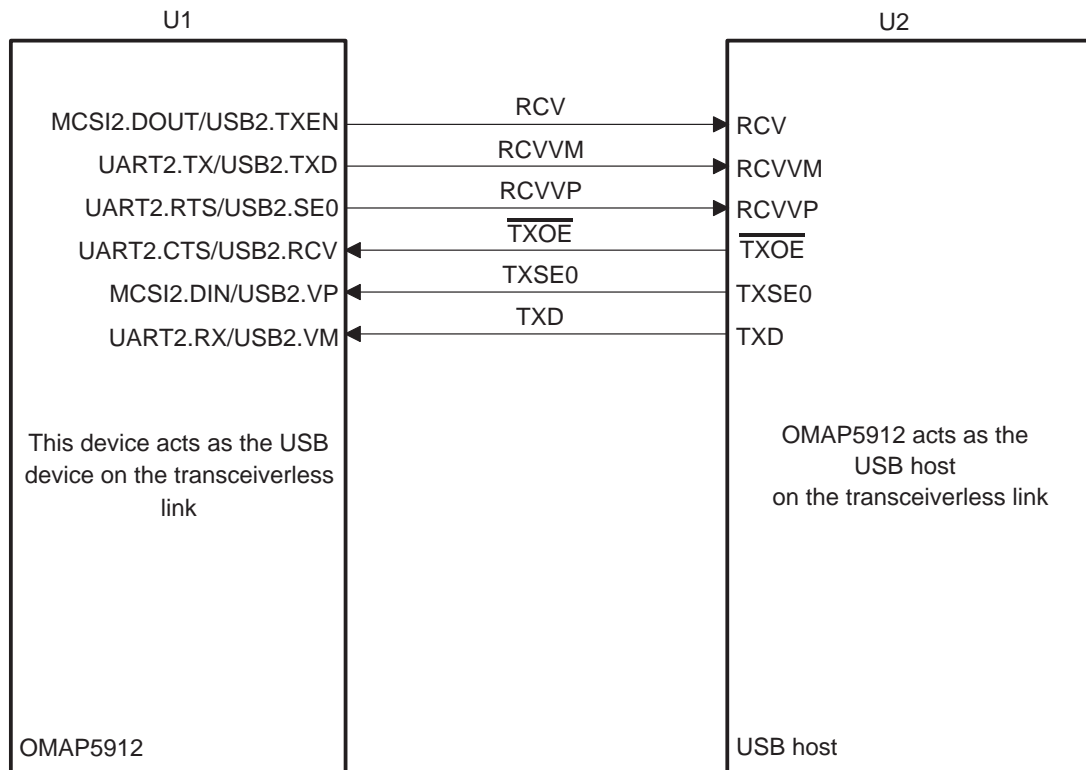 U1
U2
MCSI2.DOUT/USB2.TXEN
RCV
RCV
UART2.TX/USB2.TXD
RCVVM
RCVVM
UART2.RTS/USB2.SE0
RCVVP
RCVVP
UART2.CTS/USB2.RCV
TXOE
TXOE
MCSI2.DIN/USB2.VP
TXSE0
TXSE0
UART2.RX/USB2.VM
TXD
TXD
This device acts as the USB
device on the transceiverless
link
OMAP5912 acts as the
USB host
on the transceiverless link
OMAP5912
USB host